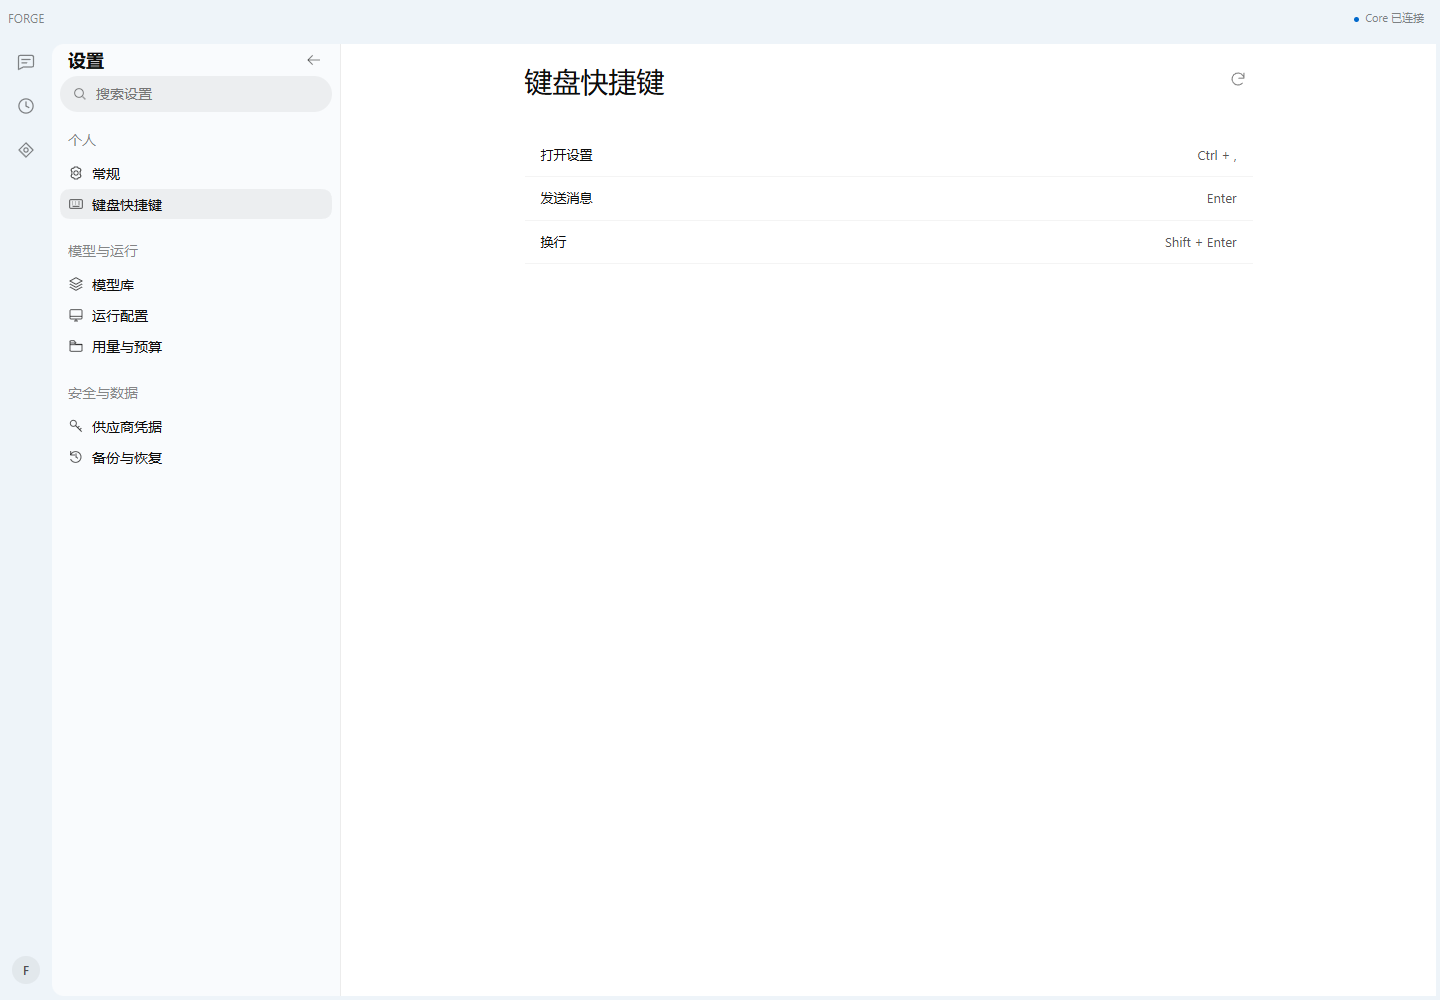 FORGE
Core 已连接
设置
搜索设置
个人
常规
键盘快捷键
模型与运行
模型库
运行配置
用量与预算
安全与数据
供应商凭据
备份与恢复
F
键盘快捷键
打开设置 Ctrl + ,
发送消息 Enter
换行 Shift + Enter